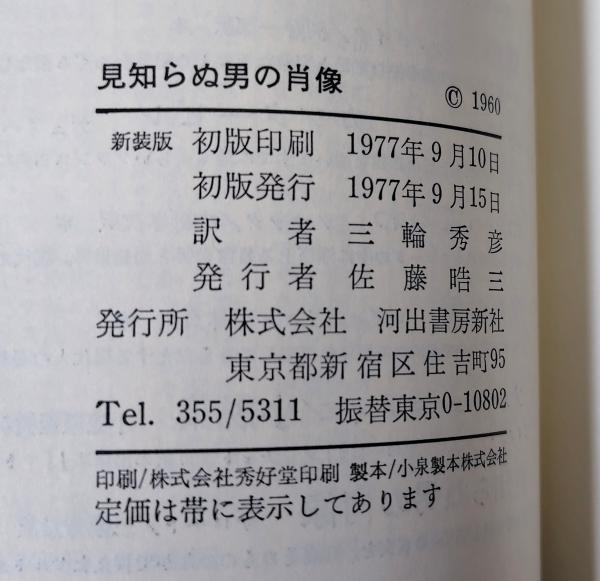 見知らぬ男の肖像
© 1960
新装版 初版印刷 1977年9月10日
初版発行 1977年9月15日
訳者 三輪秀彦
発行者 佐藤晧三
発行所 株式会社 河出書房新社
東京都新宿区住吉町95
Tel. 355/5311 振替東京0-10802
印刷/株式会社秀好堂印刷 製本/小泉製本株式会社
定価は帯に表示してあります